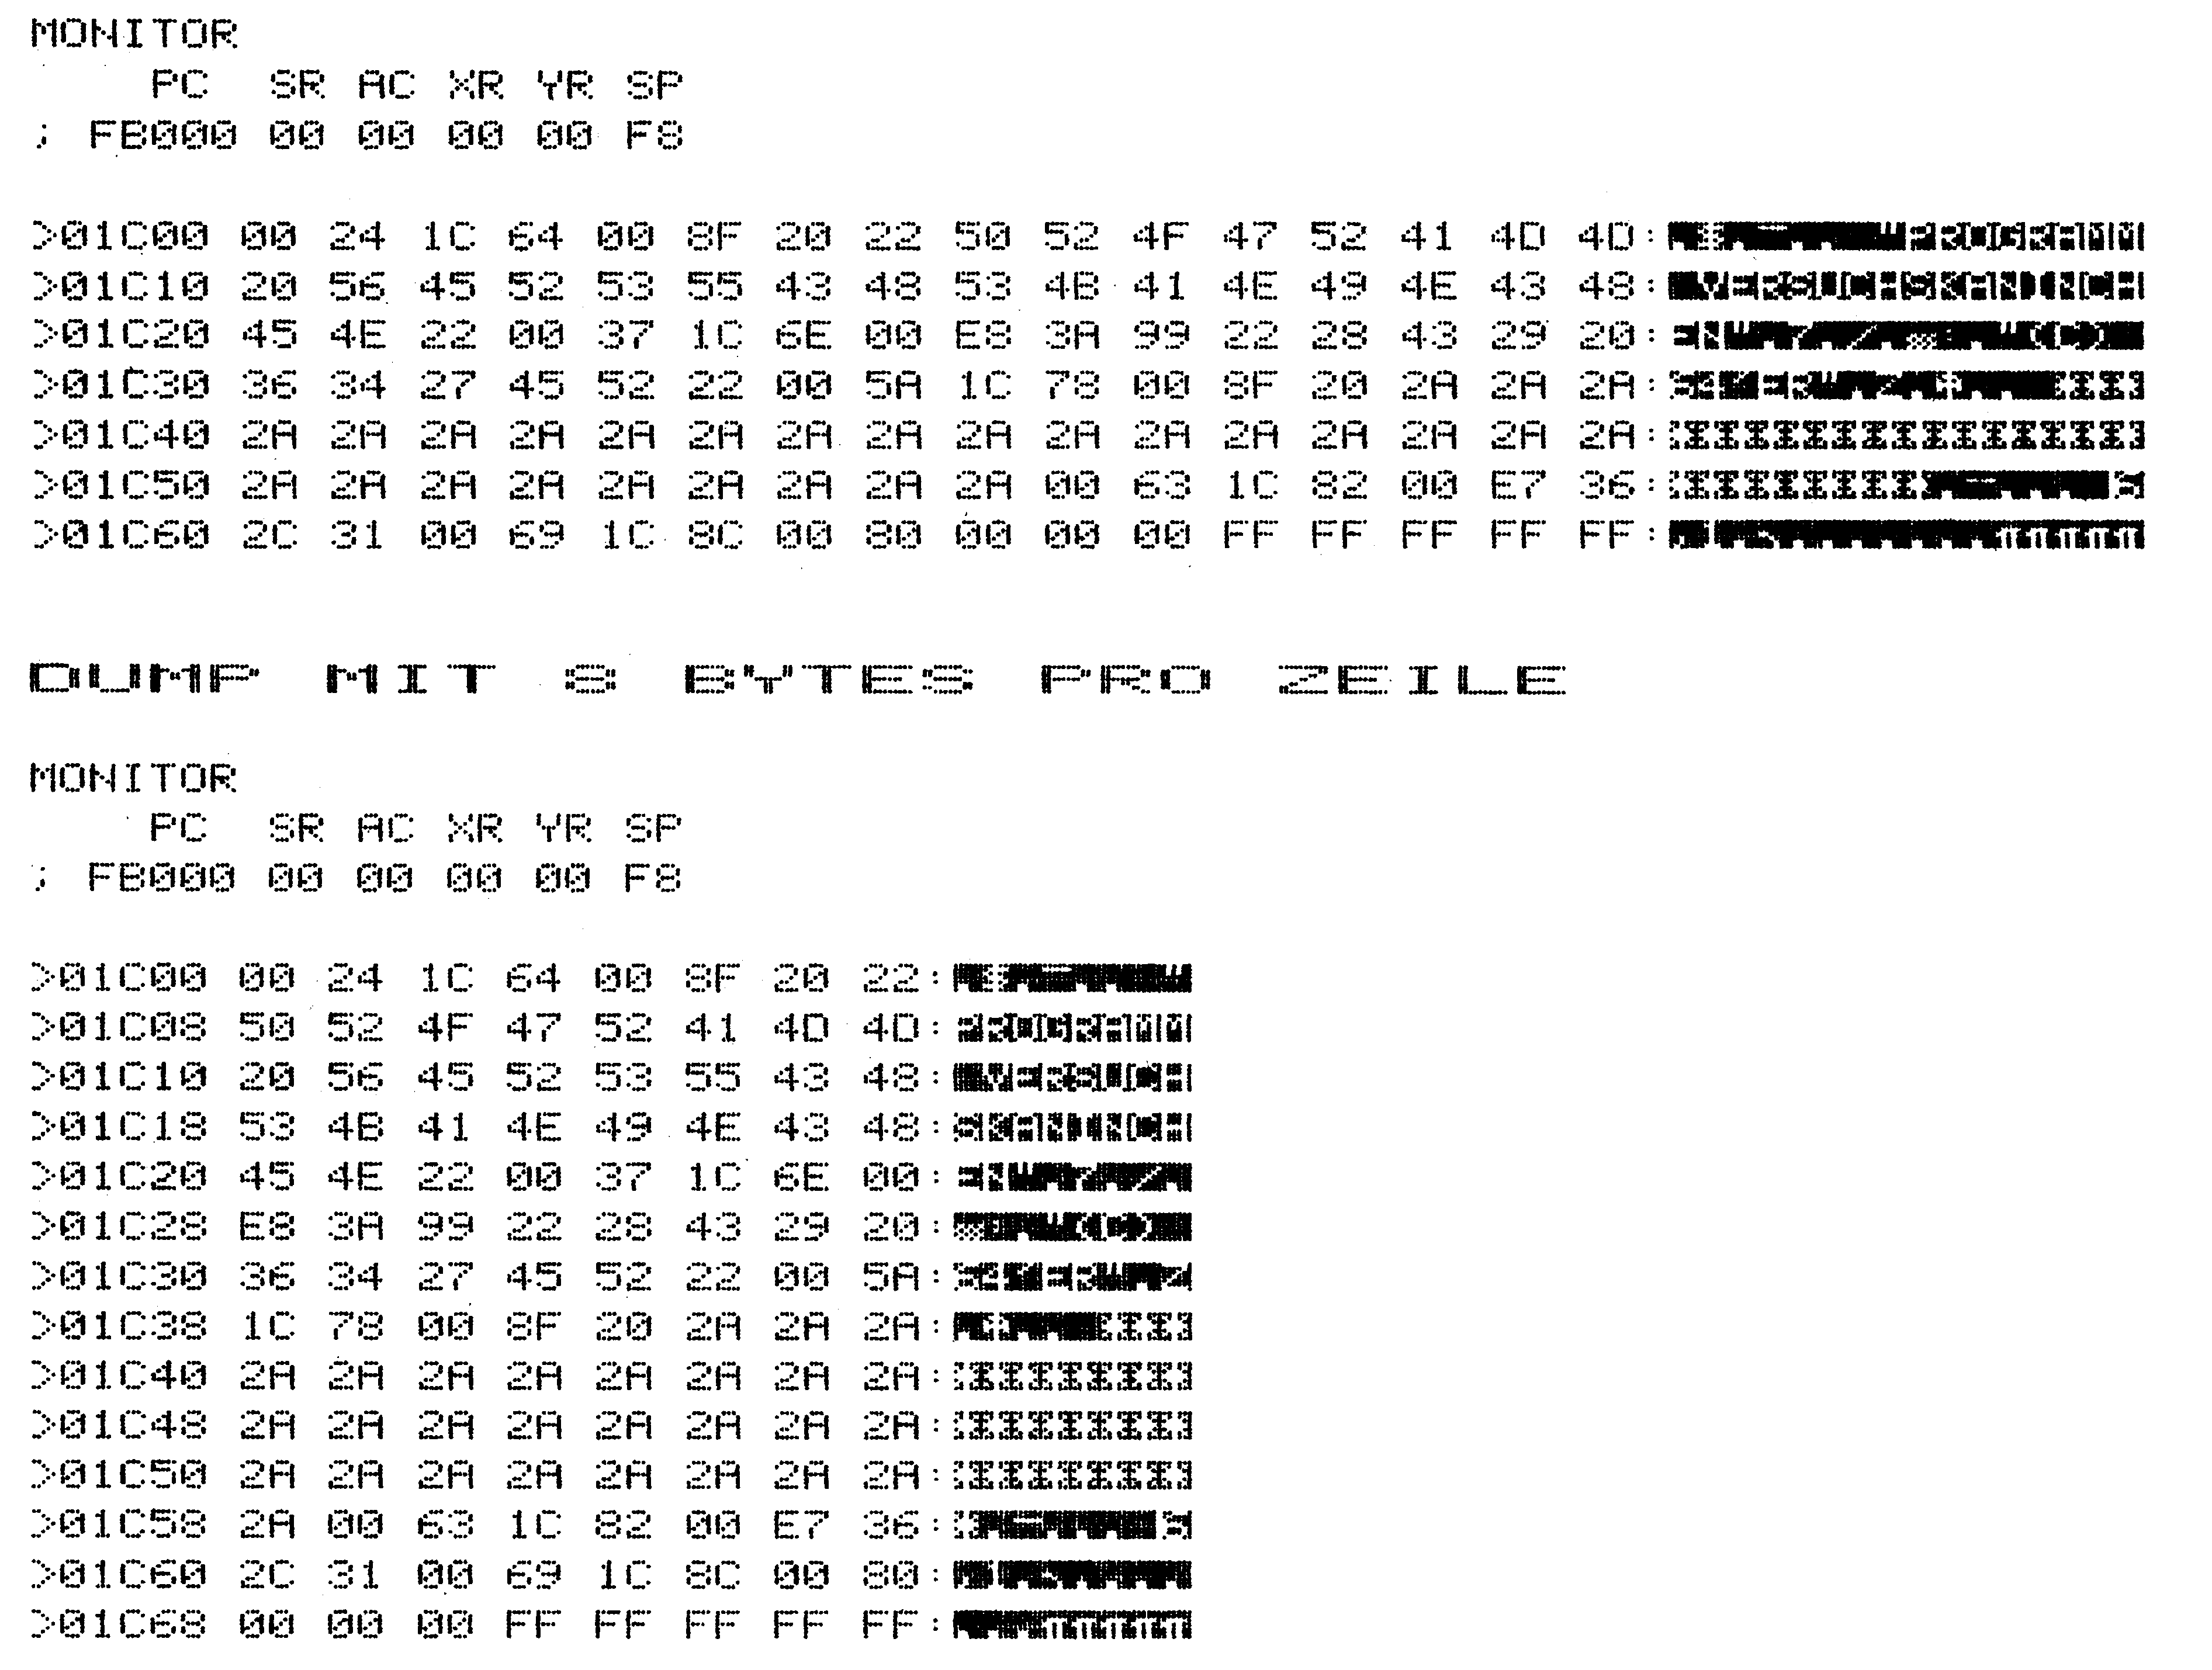 MONITOR
PC SR AC XR YR SP
; FB000 00 00 00 00 F8
>01C00 00 24 1C 64 00 8F 20 22 50 52 4F 47 52 41 4D 4D:
>01C10 20 56 45 52 53 55 43 48 53 4B 41 4E 49 4E 43 48:
>01C20 45 4E 22 00 37 1C 6E 00 E8 3A 99 22 28 43 29 20:
>01C30 36 34 27 45 52 22 00 5A 1C 78 00 8F 20 2A 2A 2A:
>01C40 2A 2A 2A 2A 2A 2A 2A 2A 2A 2A 2A 2A 2A 2A 2A 2A:
>01C50 2A 2A 2A 2A 2A 2A 2A 2A 2A 00 63 1C 82 00 E7 36:
>01C60 2C 31 00 69 1C 8C 00 80 00 00 00 FF FF FF FF FF:
DUMP MIT 8 BYTES PRO ZEILE
MONITOR
PC SR AC XR YR SP
; FB000 00 00 00 00 F8
>01C00 00 24 1C 64 00 8F 20 22:
>01C08 50 52 4F 47 52 41 4D 4D:
>01C10 20 56 45 52 53 55 43 48:
>01C18 53 4B 41 4E 49 4E 43 48:
>01C20 45 4E 22 00 37 1C 6E 00:
>01C28 E8 3A 99 22 28 43 29 20:
>01C30 36 34 27 45 52 22 00 5A:
>01C38 1C 78 00 8F 20 2A 2A 2A:
>01C40 2A 2A 2A 2A 2A 2A 2A 2A:
>01C48 2A 2A 2A 2A 2A 2A 2A 2A:
>01C50 2A 2A 2A 2A 2A 2A 2A 2A:
>01C58 2A 00 63 1C 82 00 E7 36:
>01C60 2C 31 00 69 1C 8C 00 80:
>01C68 00 00 00 FF FF FF FF FF: